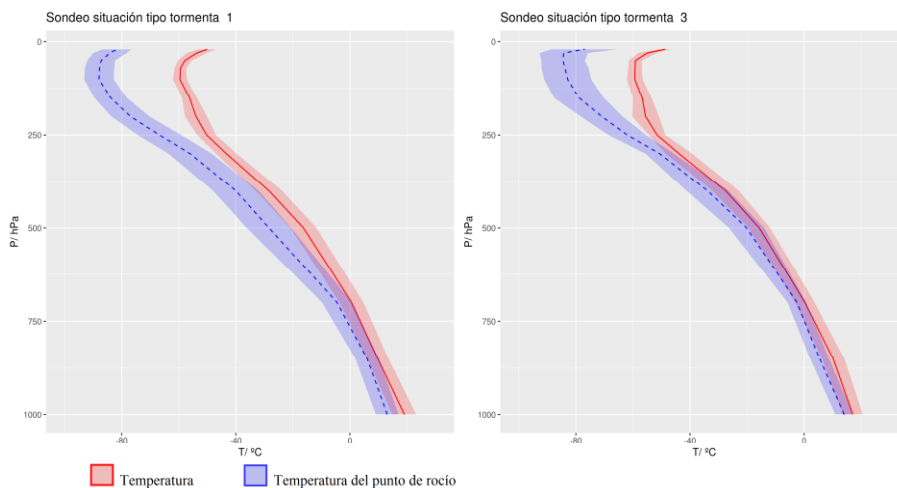 Sondeo situación tipo tormenta 1
Sondeo situación tipo tormenta 3
0
250
500
750
1000
P/ hPa
-80
-40
0
T/ ºC
0
250
500
750
1000
P/ hPa
-80
-40
0
T/ ºC
Temperatura
Temperatura del punto de rocío